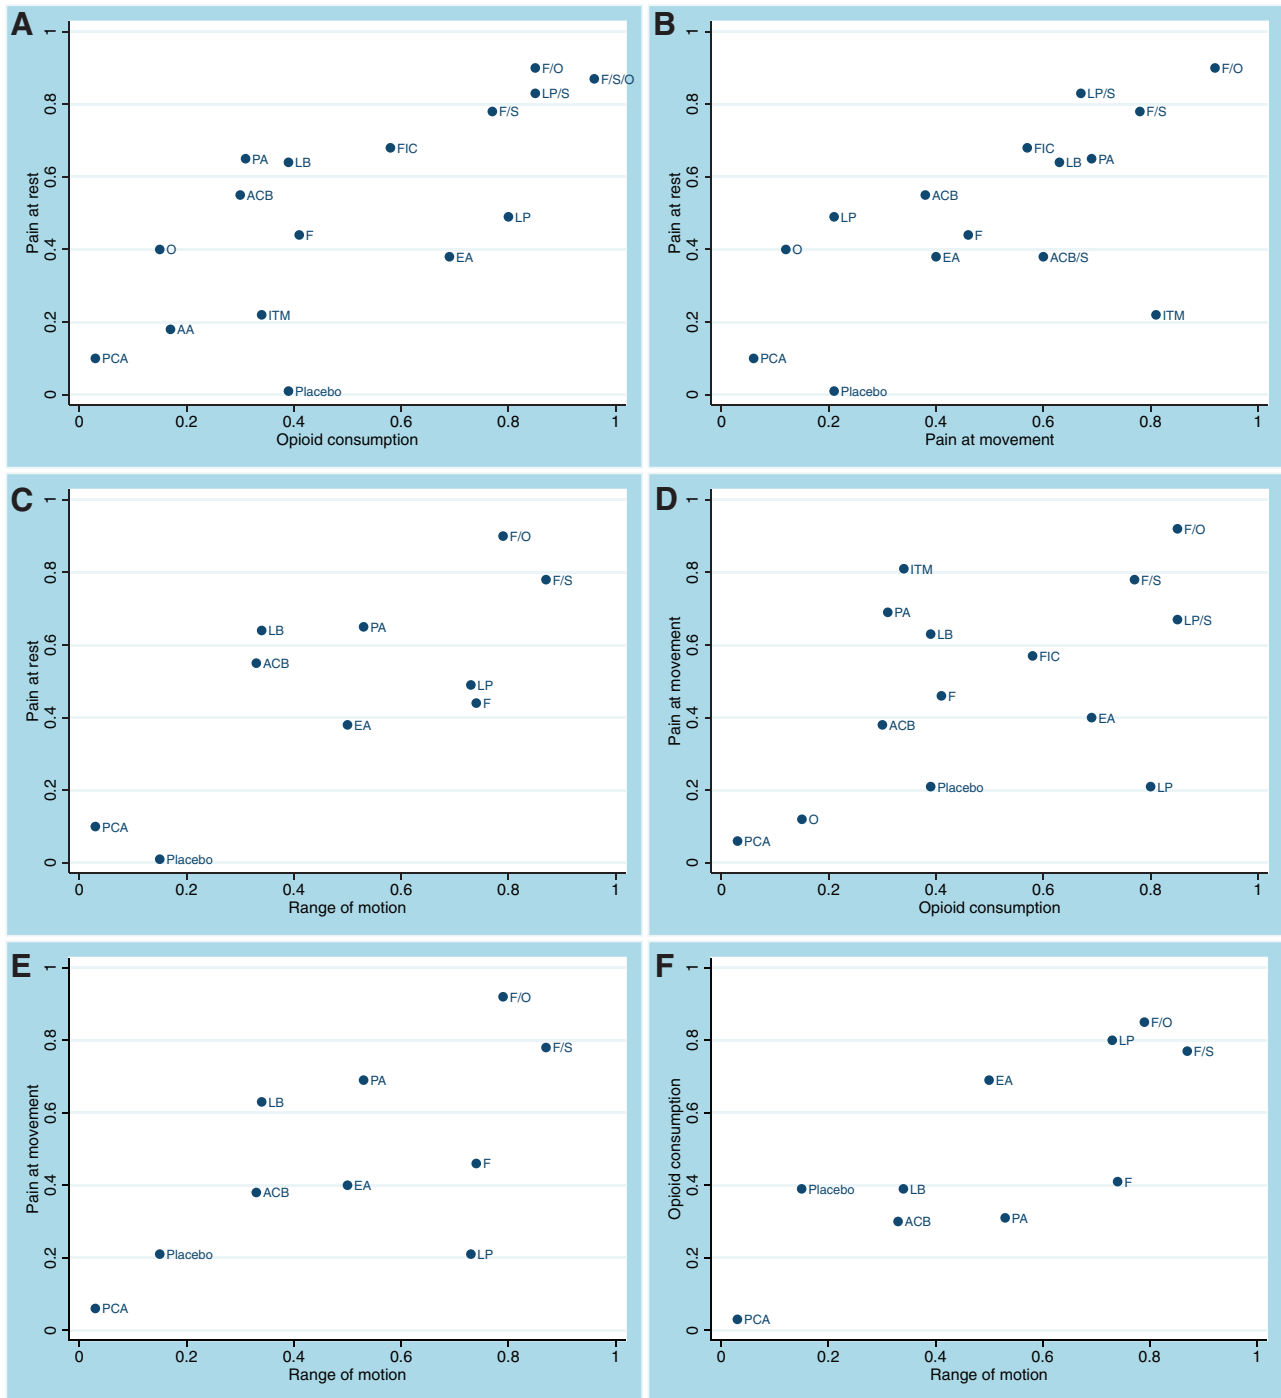 A
Pain at rest
1
0.8
0.6
0.4
0.2
0
F/O
F/S/O
LP/S
F/S
FIC
PA
LB
ACB
LP
F
O
EA
ITM
AA
PCA
Placebo
0 0.2 0.4 0.6 0.8 1
Opioid consumption
B
Pain at rest
1
0.8
0.6
0.4
0.2
0
F/O
LP/S
F/S
FIC
PA
LB
ACB
LP
F
O
EA
ACB/S
ITM
PCA
Placebo
0 0.2 0.4 0.6 0.8 1
Pain at movement
C
Pain at rest
1
0.8
0.6
0.4
0.2
0
F/O
F/S
LB
PA
ACB
LP
F
EA
PCA
Placebo
0 0.2 0.4 0.6 0.8 1
Range of motion
D
Pain at movement
1
0.8
0.6
0.4
0.2
0
F/O
ITM
F/S
PA
LP/S
LB
FIC
F
EA
ACB
Placebo
LP
O
PCA
0 0.2 0.4 0.6 0.8 1
Opioid consumption
E
Pain at movement
1
0.8
0.6
0.4
0.2
0
F/O
F/S
PA
LB
F
EA
ACB
Placebo
LP
PCA
0 0.2 0.4 0.6 0.8 1
Range of motion
F
Opioid consumption
1
0.8
0.6
0.4
0.2
0
F/O
LP
F/S
EA
F
Placebo
LB
PA
ACB
PCA
0 0.2 0.4 0.6 0.8 1
Range of motion